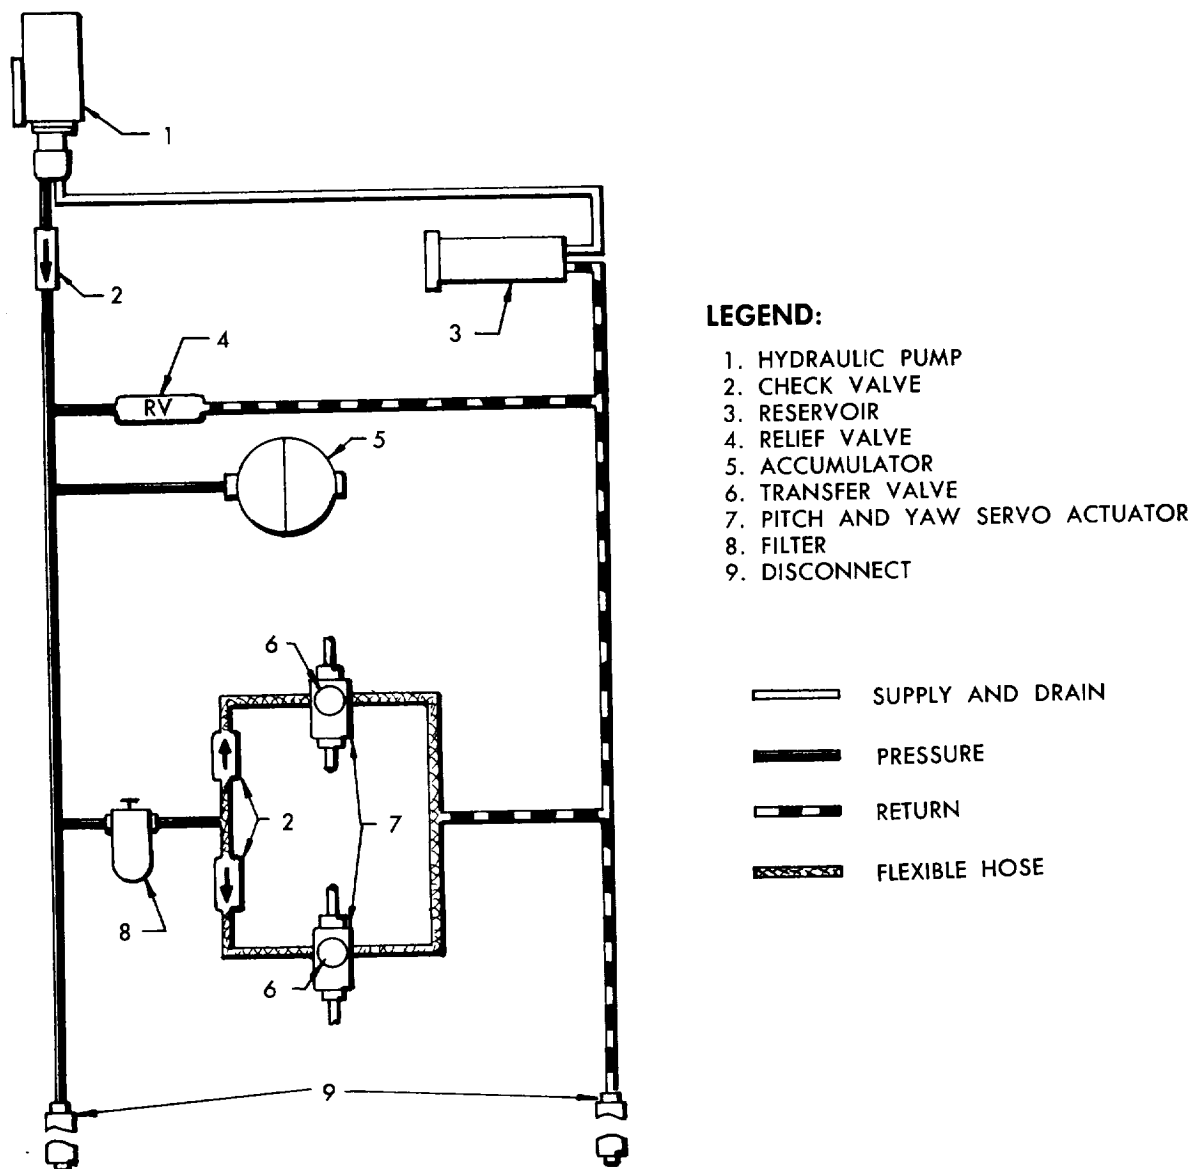 1
2
3
4
RV
5
6
2
7
8
6
9
LEGEND:
1. HYDRAULIC PUMP
2. CHECK VALVE
3. RESERVOIR
4. RELIEF VALVE
5. ACCUMULATOR
6. TRANSFER VALVE
7. PITCH AND YAW SERVO ACTUATOR
8. FILTER
9. DISCONNECT
SUPPLY AND DRAIN
PRESSURE
RETURN
FLEXIBLE HOSE